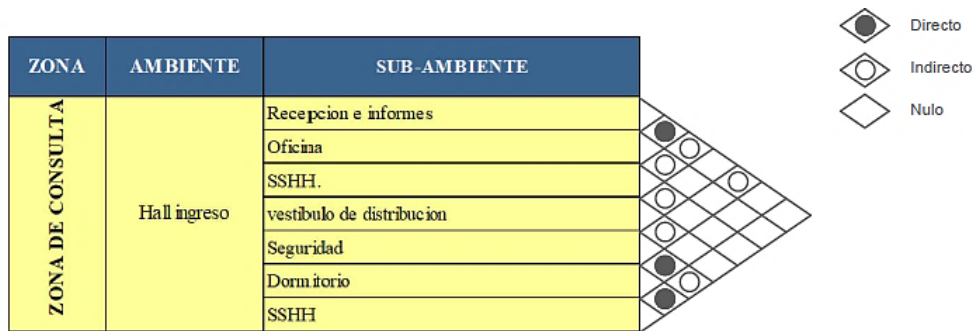 Directo
Indirecto
Nulo
ZONA
AMBIENTE
SUB-AMBIENTE
ZONA DE CONSULTA
Hall ingreso
Recepcion e informes
Oficina
SSHH.
vestibulo de distribucion
Seguridad
Dormitorio
SSHH